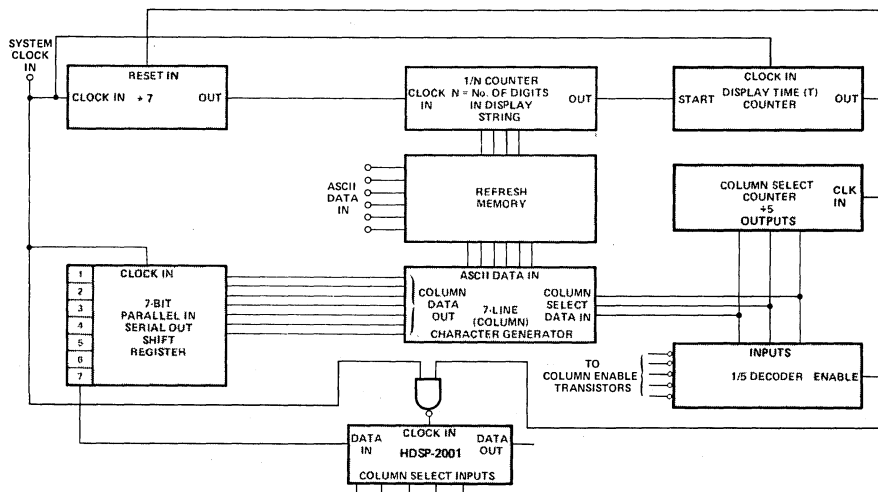 SYSTEM
CLOCK
IN
RESET IN
CLOCK IN ÷ 7 OUT
1/N COUNTER
CLOCK N = No. OF DIGITS
IN IN DISPLAY OUT
STRING
CLOCK IN
START DISPLAY TIME (T) OUT
COUNTER
ASCII
DATA
IN
REFRESH
MEMORY
COLUMN SELECT CLK
COUNTER IN
÷5
OUTPUTS
1
2
3
4
5
6
7
CLOCK IN
7-BIT
PARALLEL IN
SERIAL OUT
SHIFT
REGISTER
ASCII DATA IN
COLUMN
DATA
OUT
7-LINE
(COLUMN)
CHARACTER GENERATOR
COLUMN
SELECT
DATA IN
TO
COLUMN ENABLE
TRANSISTORS
INPUTS
1/5 DECODER ENABLE
DATA
IN
CLOCK IN
HDSP-2001
DATA
OUT
COLUMN SELECT INPUTS